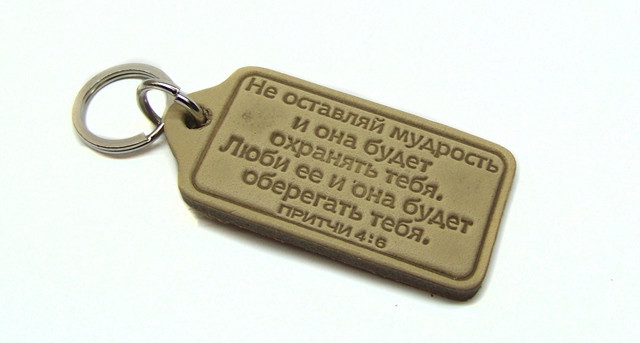 Не оставляй мудрость
и она будет
охранять тебя.
Люби ее и она будет
оберегать тебя.
ПРИТЧИ 4:6